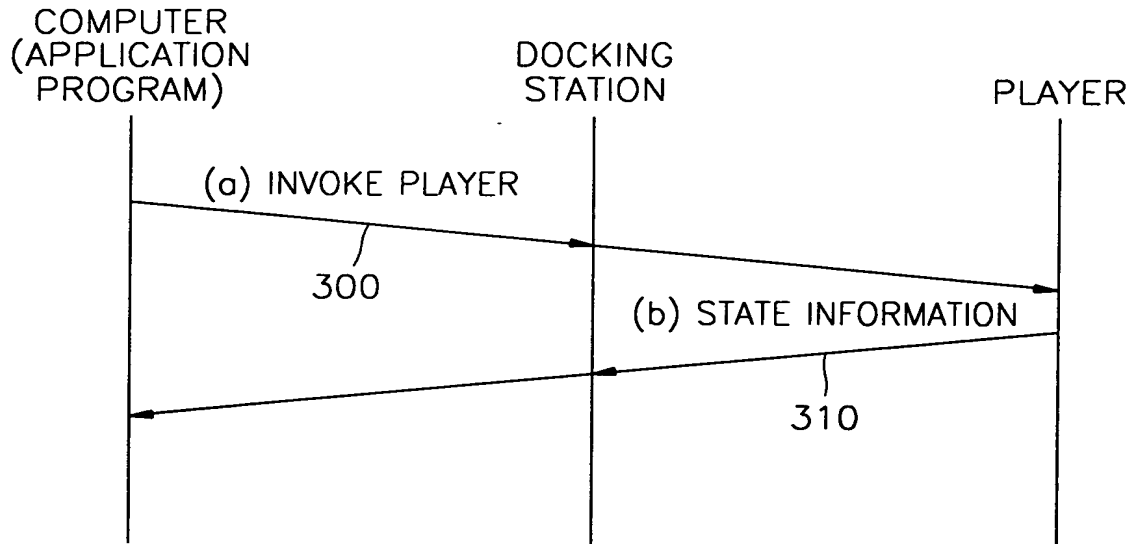 COMPUTER
(APPLICATION
PROGRAM)
DOCKING
STATION
PLAYER
(a) INVOKE PLAYER
300
(b) STATE INFORMATION
310